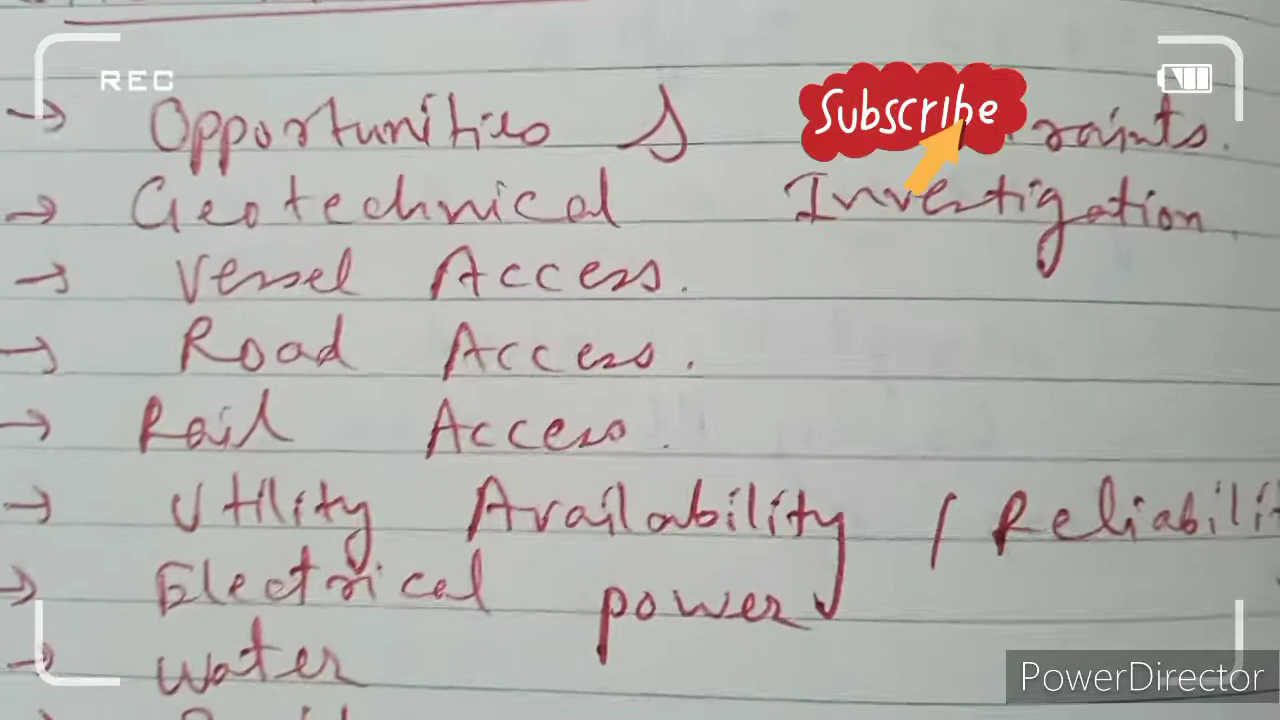 REC
Subscribe
→ Opportunities & raints.
→ Geotechnical Investigation.
→ Vessel Access.
→ Road Access.
→ Rail Access.
→ Utility Availability / Reliabili
→ Electrical power
→ Water
PowerDirector